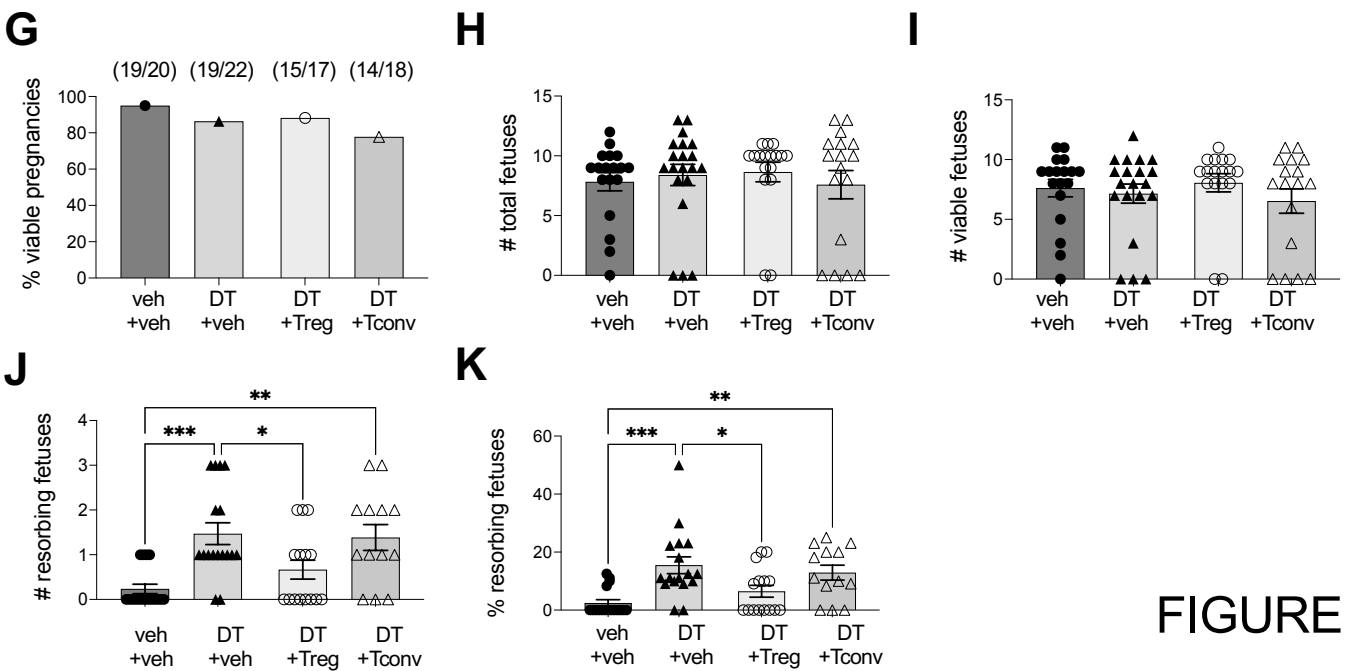 G
(19/20) (19/22) (15/17) (14/18)
% viable pregnancies
100
80
60
40
20
0
veh DT DT DT
+veh +veh +Treg +Tconv
H
# total fetuses
15
10
5
0
veh DT DT DT
+veh +veh +Treg +Tconv
I
# viable fetuses
15
10
5
0
veh DT DT DT
+veh +veh +Treg +Tconv
J
# resorbing fetuses
**
*** *
4
3
2
1
0
veh DT DT DT
+veh +veh +Treg +Tconv
K
% resorbing fetuses
**
*** *
60
40
20
0
veh DT DT DT
+veh +veh +Treg +Tconv
FIGURE